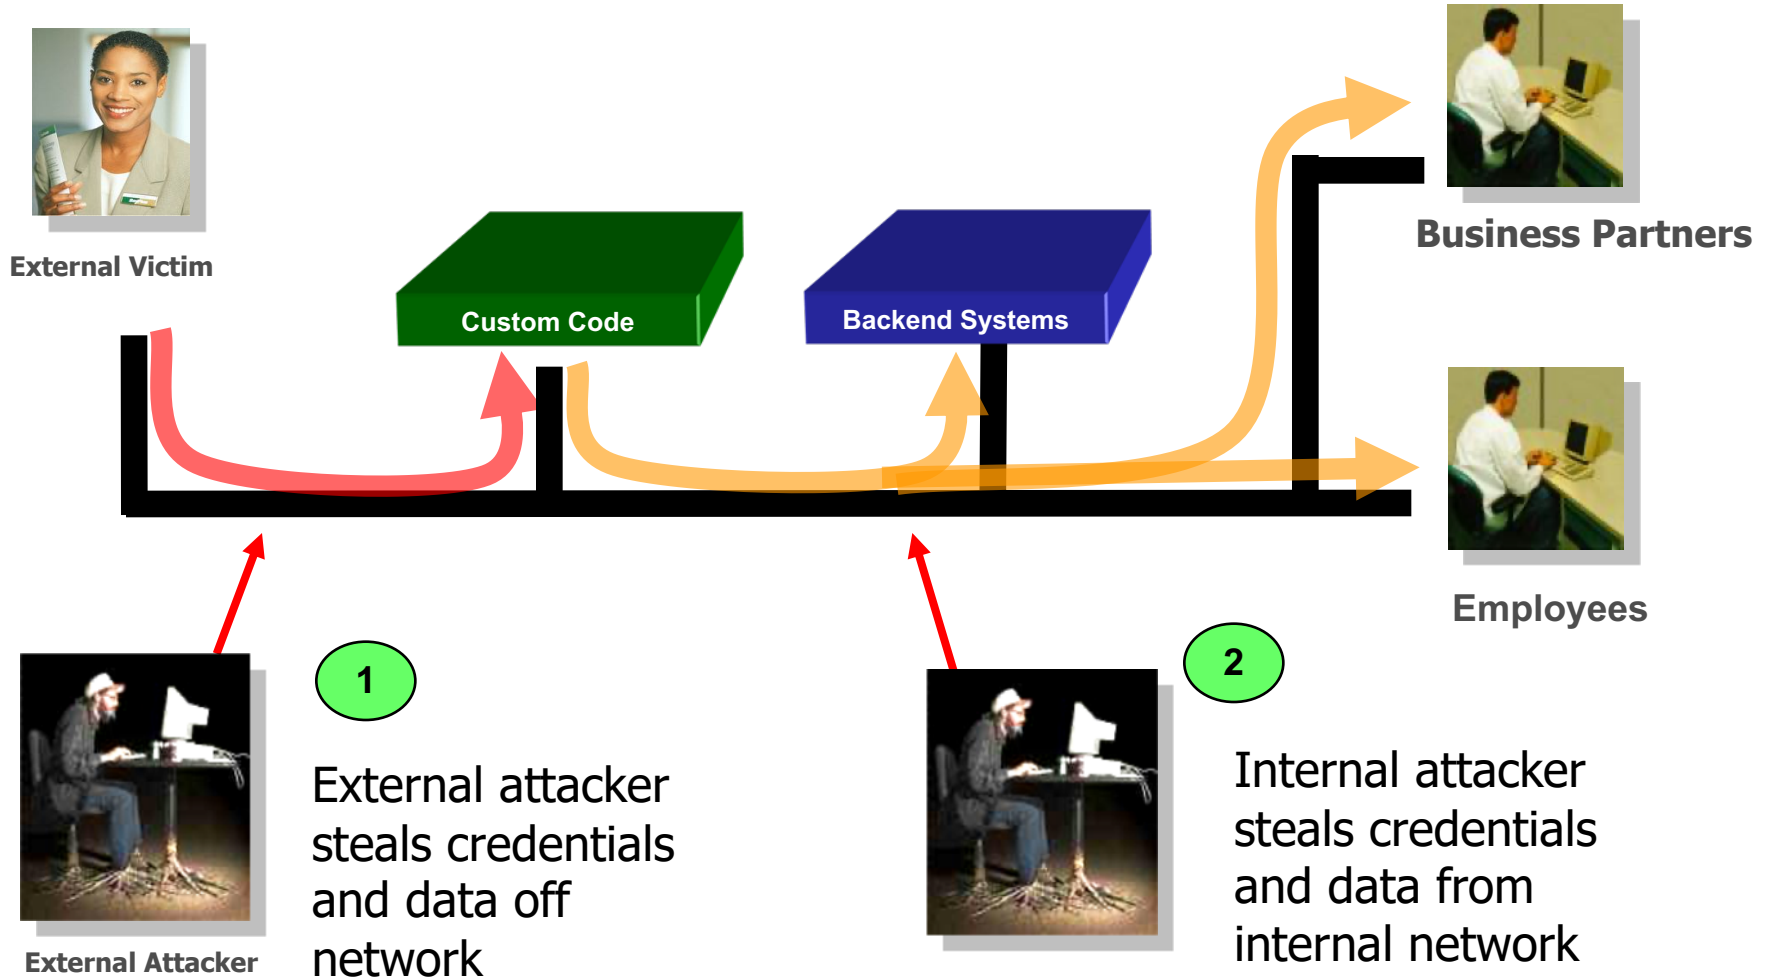 External Victim
Custom Code
Backend Systems
Business Partners
Employees
1
External attacker
steals credentials
and data off
network
External Attacker
2
Internal attacker
steals credentials
and data from
internal network